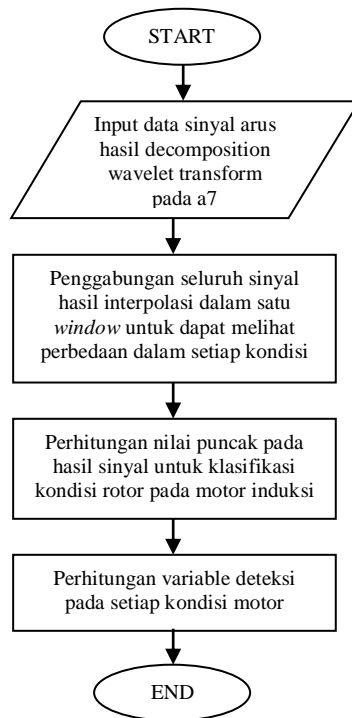 START
Input data sinyal arus
hasil decomposition
wavelet transform
pada a7
Penggabungan seluruh sinyal
hasil interpolasi dalam satu
window untuk dapat melihat
perbedaan dalam setiap kondisi
Perhitungan nilai puncak pada
hasil sinyal untuk klasifikasi
kondisi rotor pada motor induksi
Perhitungan variable deteksi
pada setiap kondisi motor
END